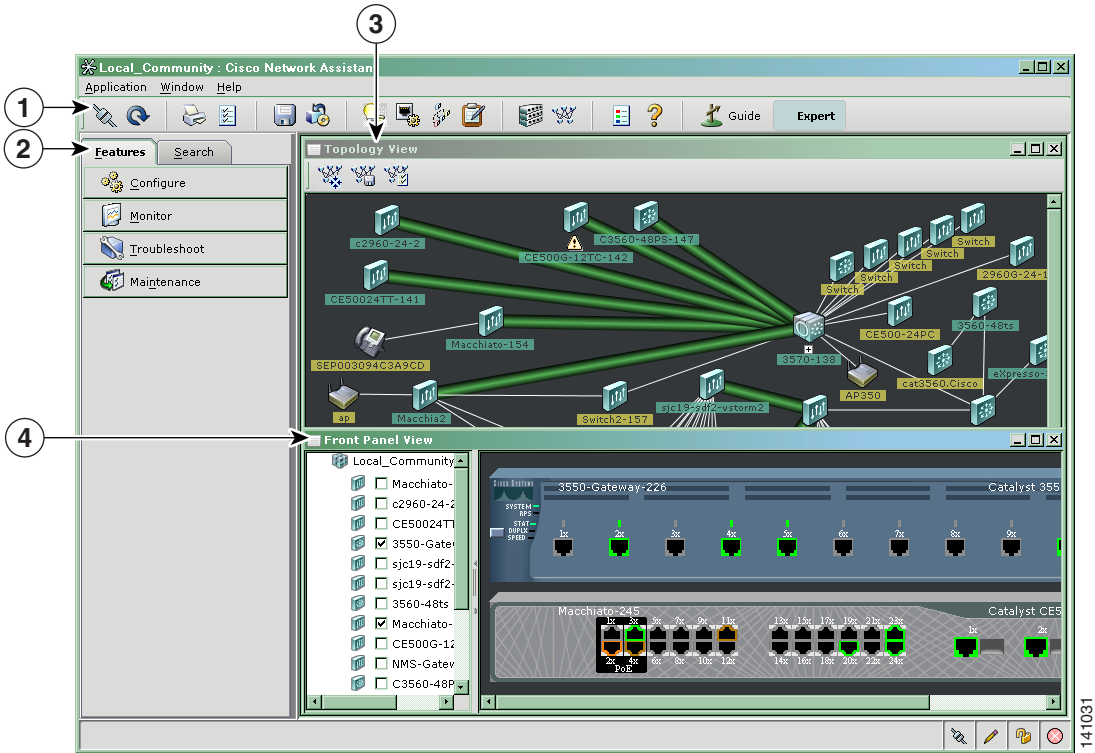 3
Local_Community : Cisco Network Assistan
Application Window Help
1
Guide
Expert
2
Features
Search
Topology View
Configure
Monitor
Troubleshoot
Maintenance
c2960-24-2
CE500G-12TC-142
C3560-48PS-147
Switch
Switch
Switch
Switch
Switch
2960G-24-1
CE50024TT-141
Macchiato-154
3570-138
CE500-24PC
3560-48ts
SEP003094C3A9CD
ap
Macchia2
Switch2-157
sjc19-sdf2-vstorm2
AP350
cat3560.Cisco
eXpresso-
4
Front Panel View
Local_Community
Macchiato-
c2960-24-2
CE50024TT
3550-Gate
sjc19-sdf2-
sjc19-sdf2-
3560-48ts
Macchiato-
CE500G-12
NMS-Gatew
C3560-48P
CISCO SYSTEMS
3550-Gateway-226
Catalyst 355
SYSTEM
RPS
STAT
DUPLX
SPEED
1x 2x 3x 4x 5x 6x 7x 8x 9x
Macchiato-245
Catalyst CE5
1x 3x 5x 7x 9x 11x 13x 15x 17x 19x 21x 23x
2x 4x 6x 8x 10x 12x 14x 16x 18x 20x 22x 24x
PoE
1x 2x
141031